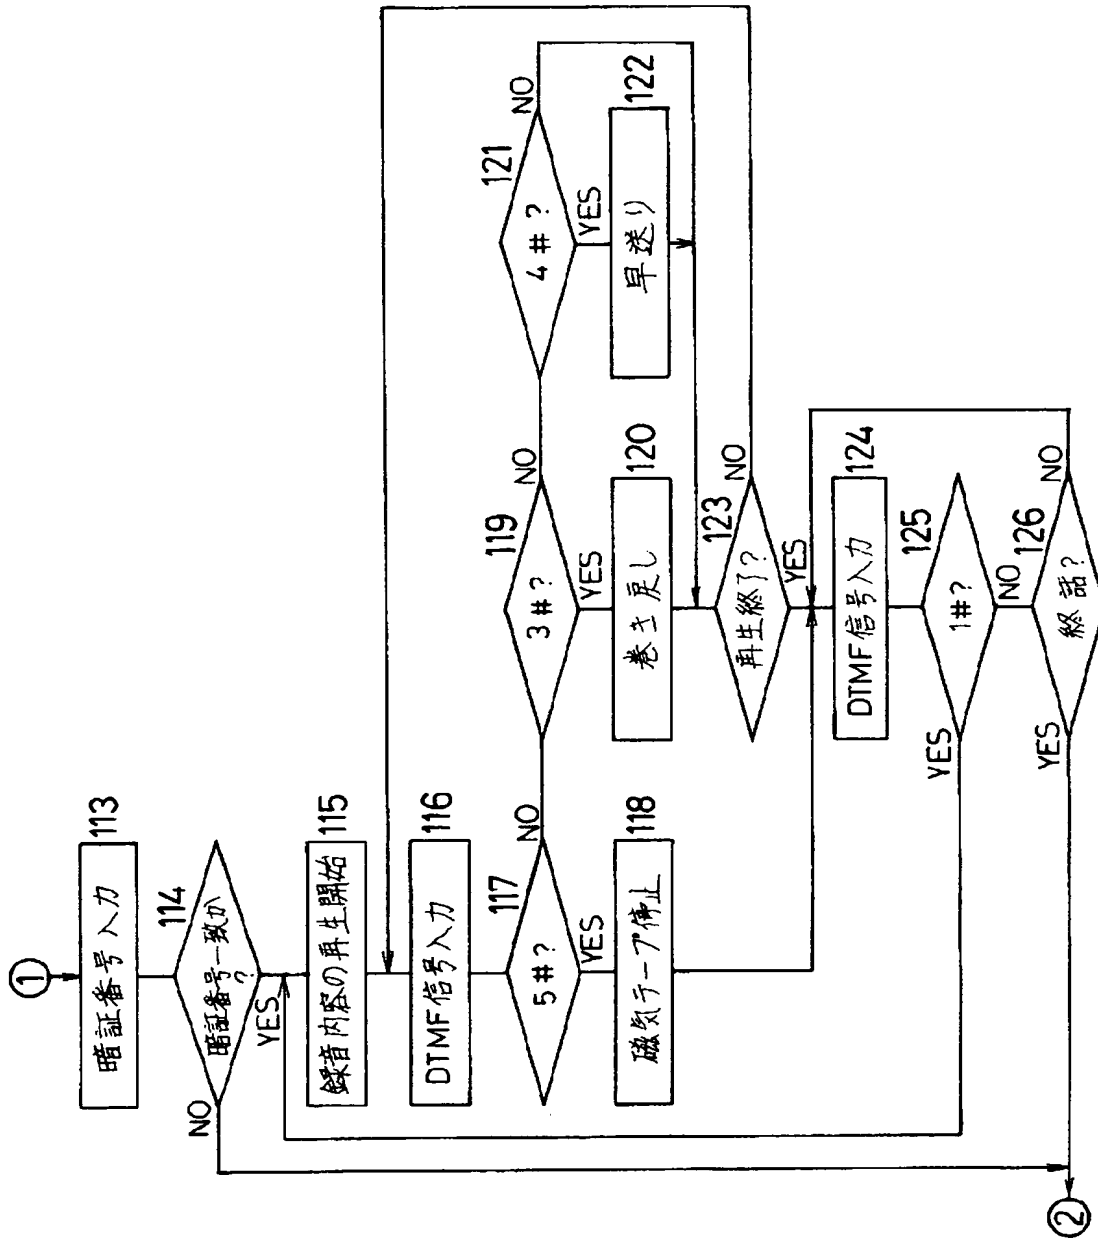 ①
暗証番号入力
113
暗証番号一致か
?
114
NO
YES
録音内容の再生開始
115
DTMF信号入力
116
5#?
117
NO
YES
磁気テープ停止
118
3#?
119
NO
YES
巻き戻し
120
4#?
121
NO
YES
早送り
122
再生終了?
123
NO
YES
DTMF信号入力
124
1#?
125
YES
NO
終話?
126
NO
YES
②